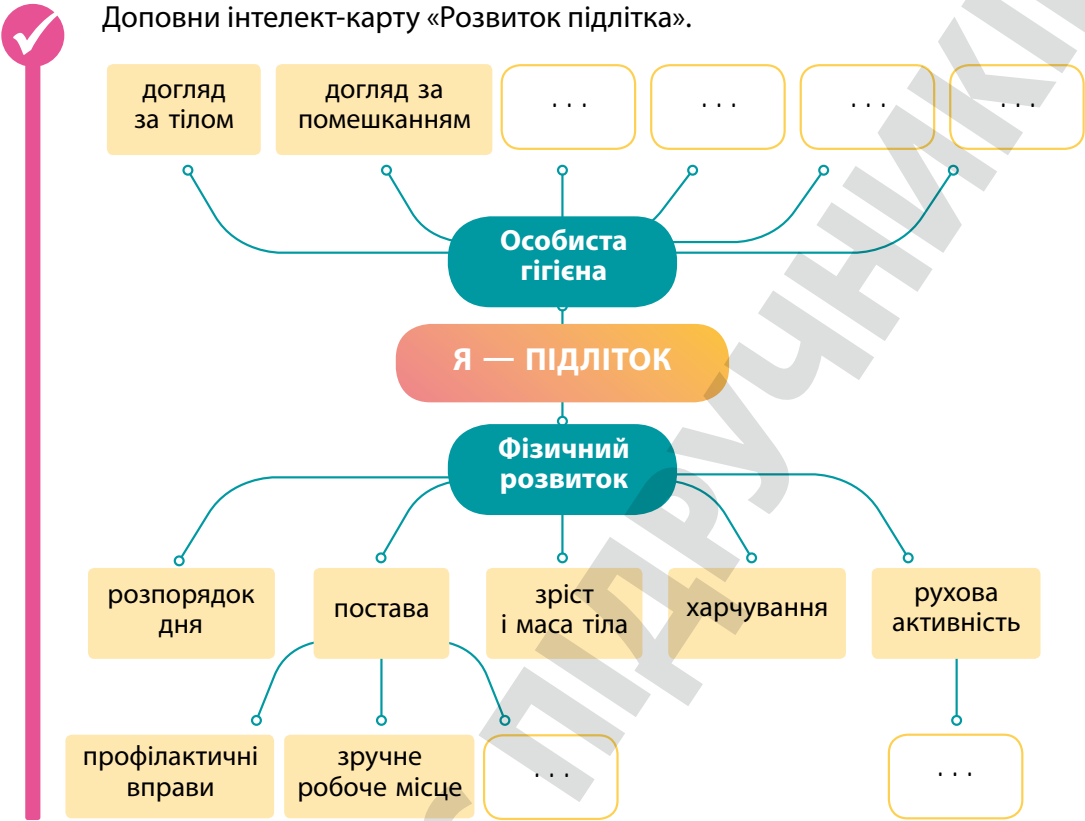 Доповни інтелект-карту «Розвиток підлітка».
догляд
за тілом
догляд за
помешканням
. . .
. . .
. . .
. . .
Особиста
гігієна
Я — ПІДЛІТОК
Фізичний
розвиток
розпорядок
дня
постава
зріст
і маса тіла
харчування
рухова
активність
профілактичні
вправи
зручне
робоче місце
. . .
. . .
ПІДРУЧНИКІ